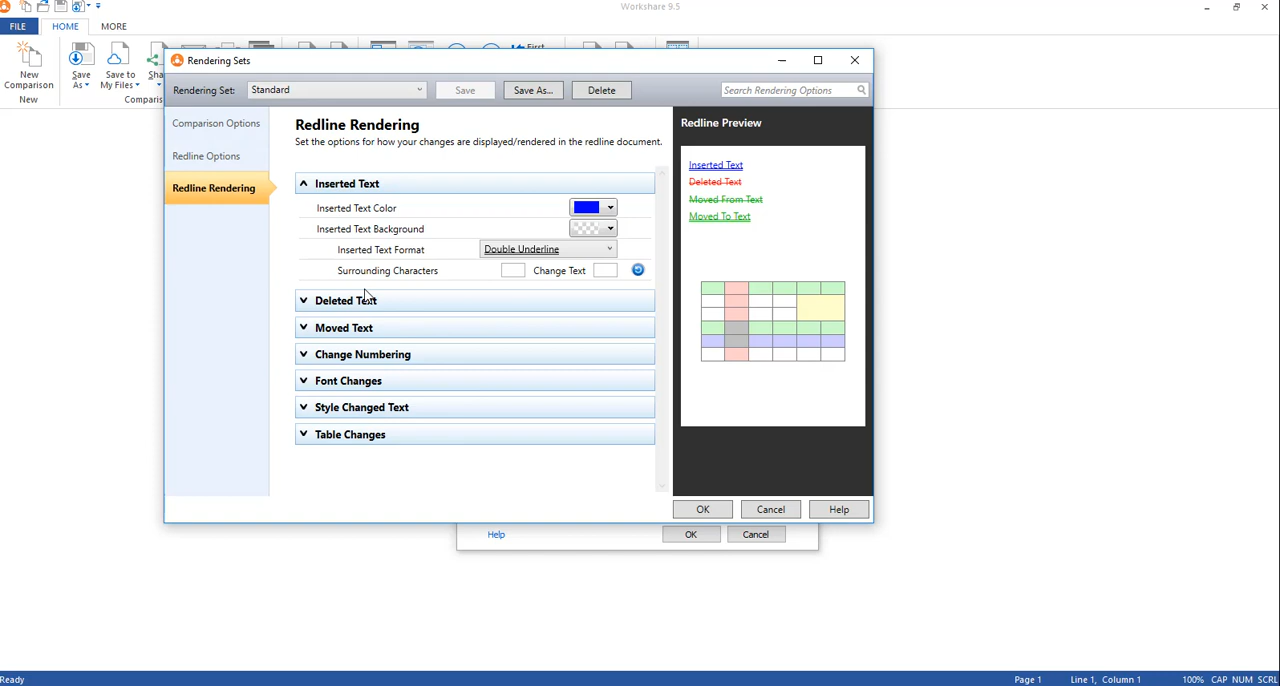 Workshare 9.5
FILE HOME MORE
New Comparison
Save As
Save to My Files
Sha
First
New
Comparis
Rendering Sets
Rendering Set: Standard Save Save As... Delete Search Rendering Options
Comparison Options
Redline Options
Redline Rendering
Redline Rendering
Set the options for how your changes are displayed/rendered in the redline document.
Inserted Text
Inserted Text Color
Inserted Text Background
Inserted Text Format Double Underline
Surrounding Characters Change Text
Deleted Text
Moved Text
Change Numbering
Font Changes
Style Changed Text
Table Changes
Redline Preview
Inserted Text
Deleted Text
Moved From Text
Moved To Text
OK Cancel Help
Help OK Cancel
Ready Page 1 Line 1, Column 1 100% CAP NUM SCRL